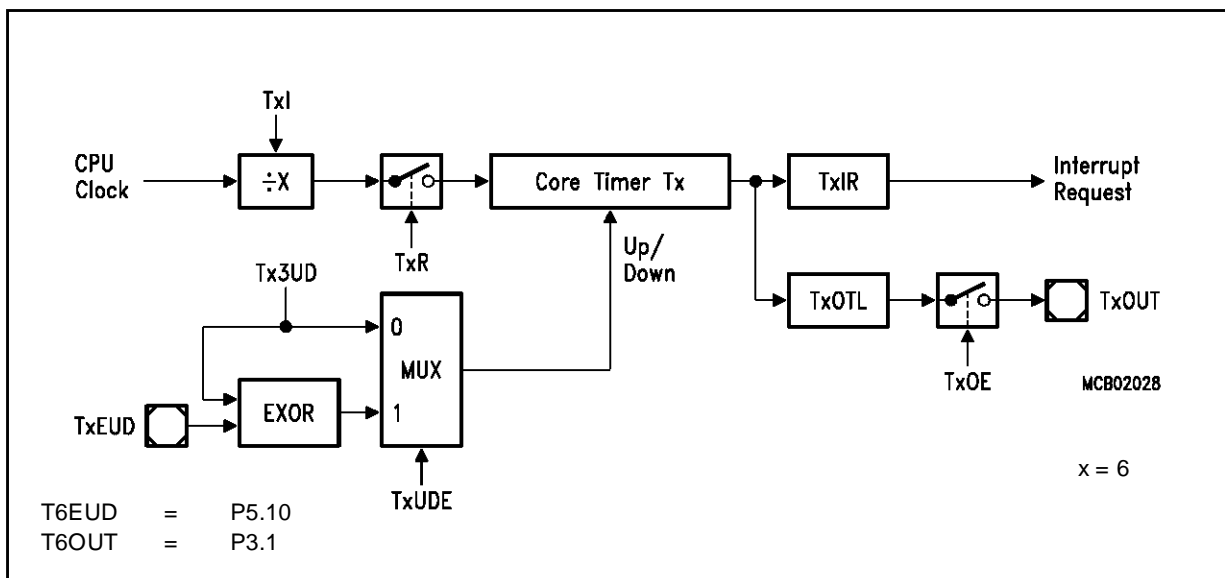 TxI
CPU
Clock
÷X
Core Timer Tx
TxIR
Interrupt
Request
TxR
Up/
Down
Tx3UD
0
MUX
1
EXOR
TxEUD
TxUDE
TxOTL
TxOUT
TxOE
MCB02028
x = 6
T6EUD = P5.10
T6OUT = P3.1